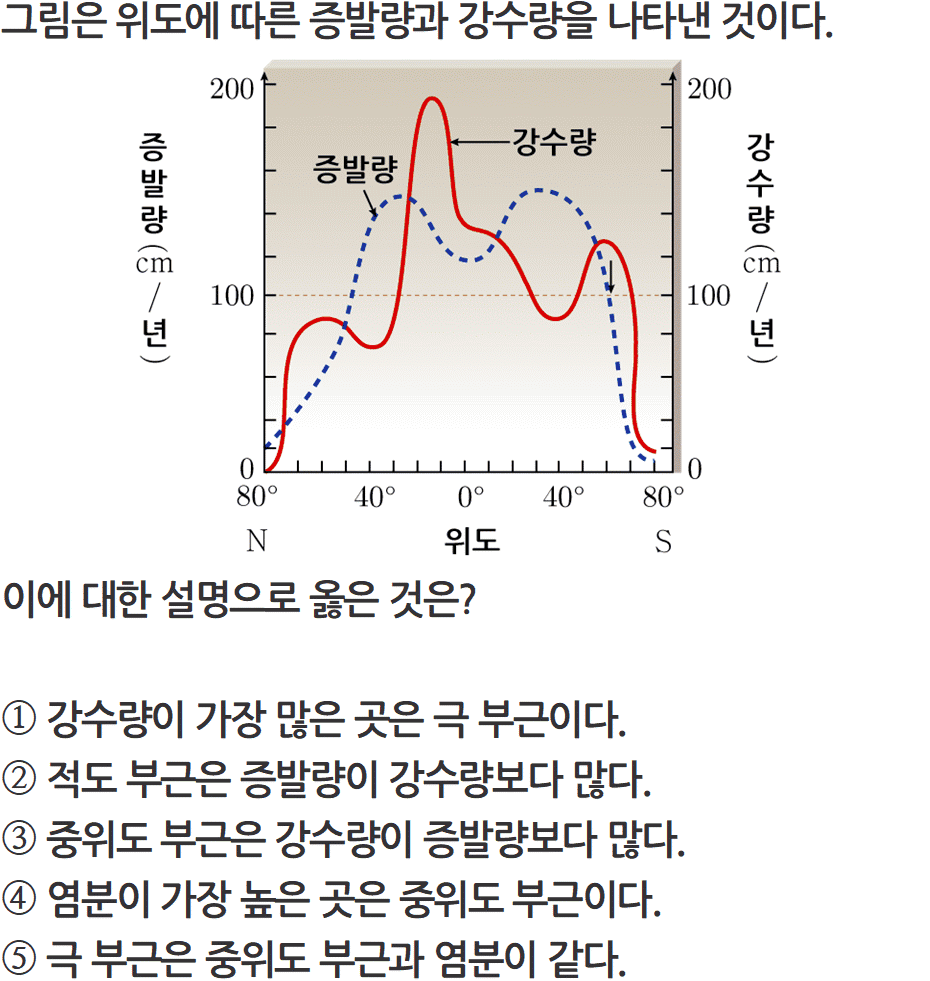 그림은 위도에 따른 증발량과 강수량을 나타낸 것이다.
200
200
증발량(cm/년)
강수량(cm/년)
강수량
증발량
100
100
0
0
80° 40° 0° 40° 80°
N 위도 S
이에 대한 설명으로 옳은 것은?
① 강수량이 가장 많은 곳은 극 부근이다.
② 적도 부근은 증발량이 강수량보다 많다.
③ 중위도 부근은 강수량이 증발량보다 많다.
④ 염분이 가장 높은 곳은 중위도 부근이다.
⑤ 극 부근은 중위도 부근과 염분이 같다.